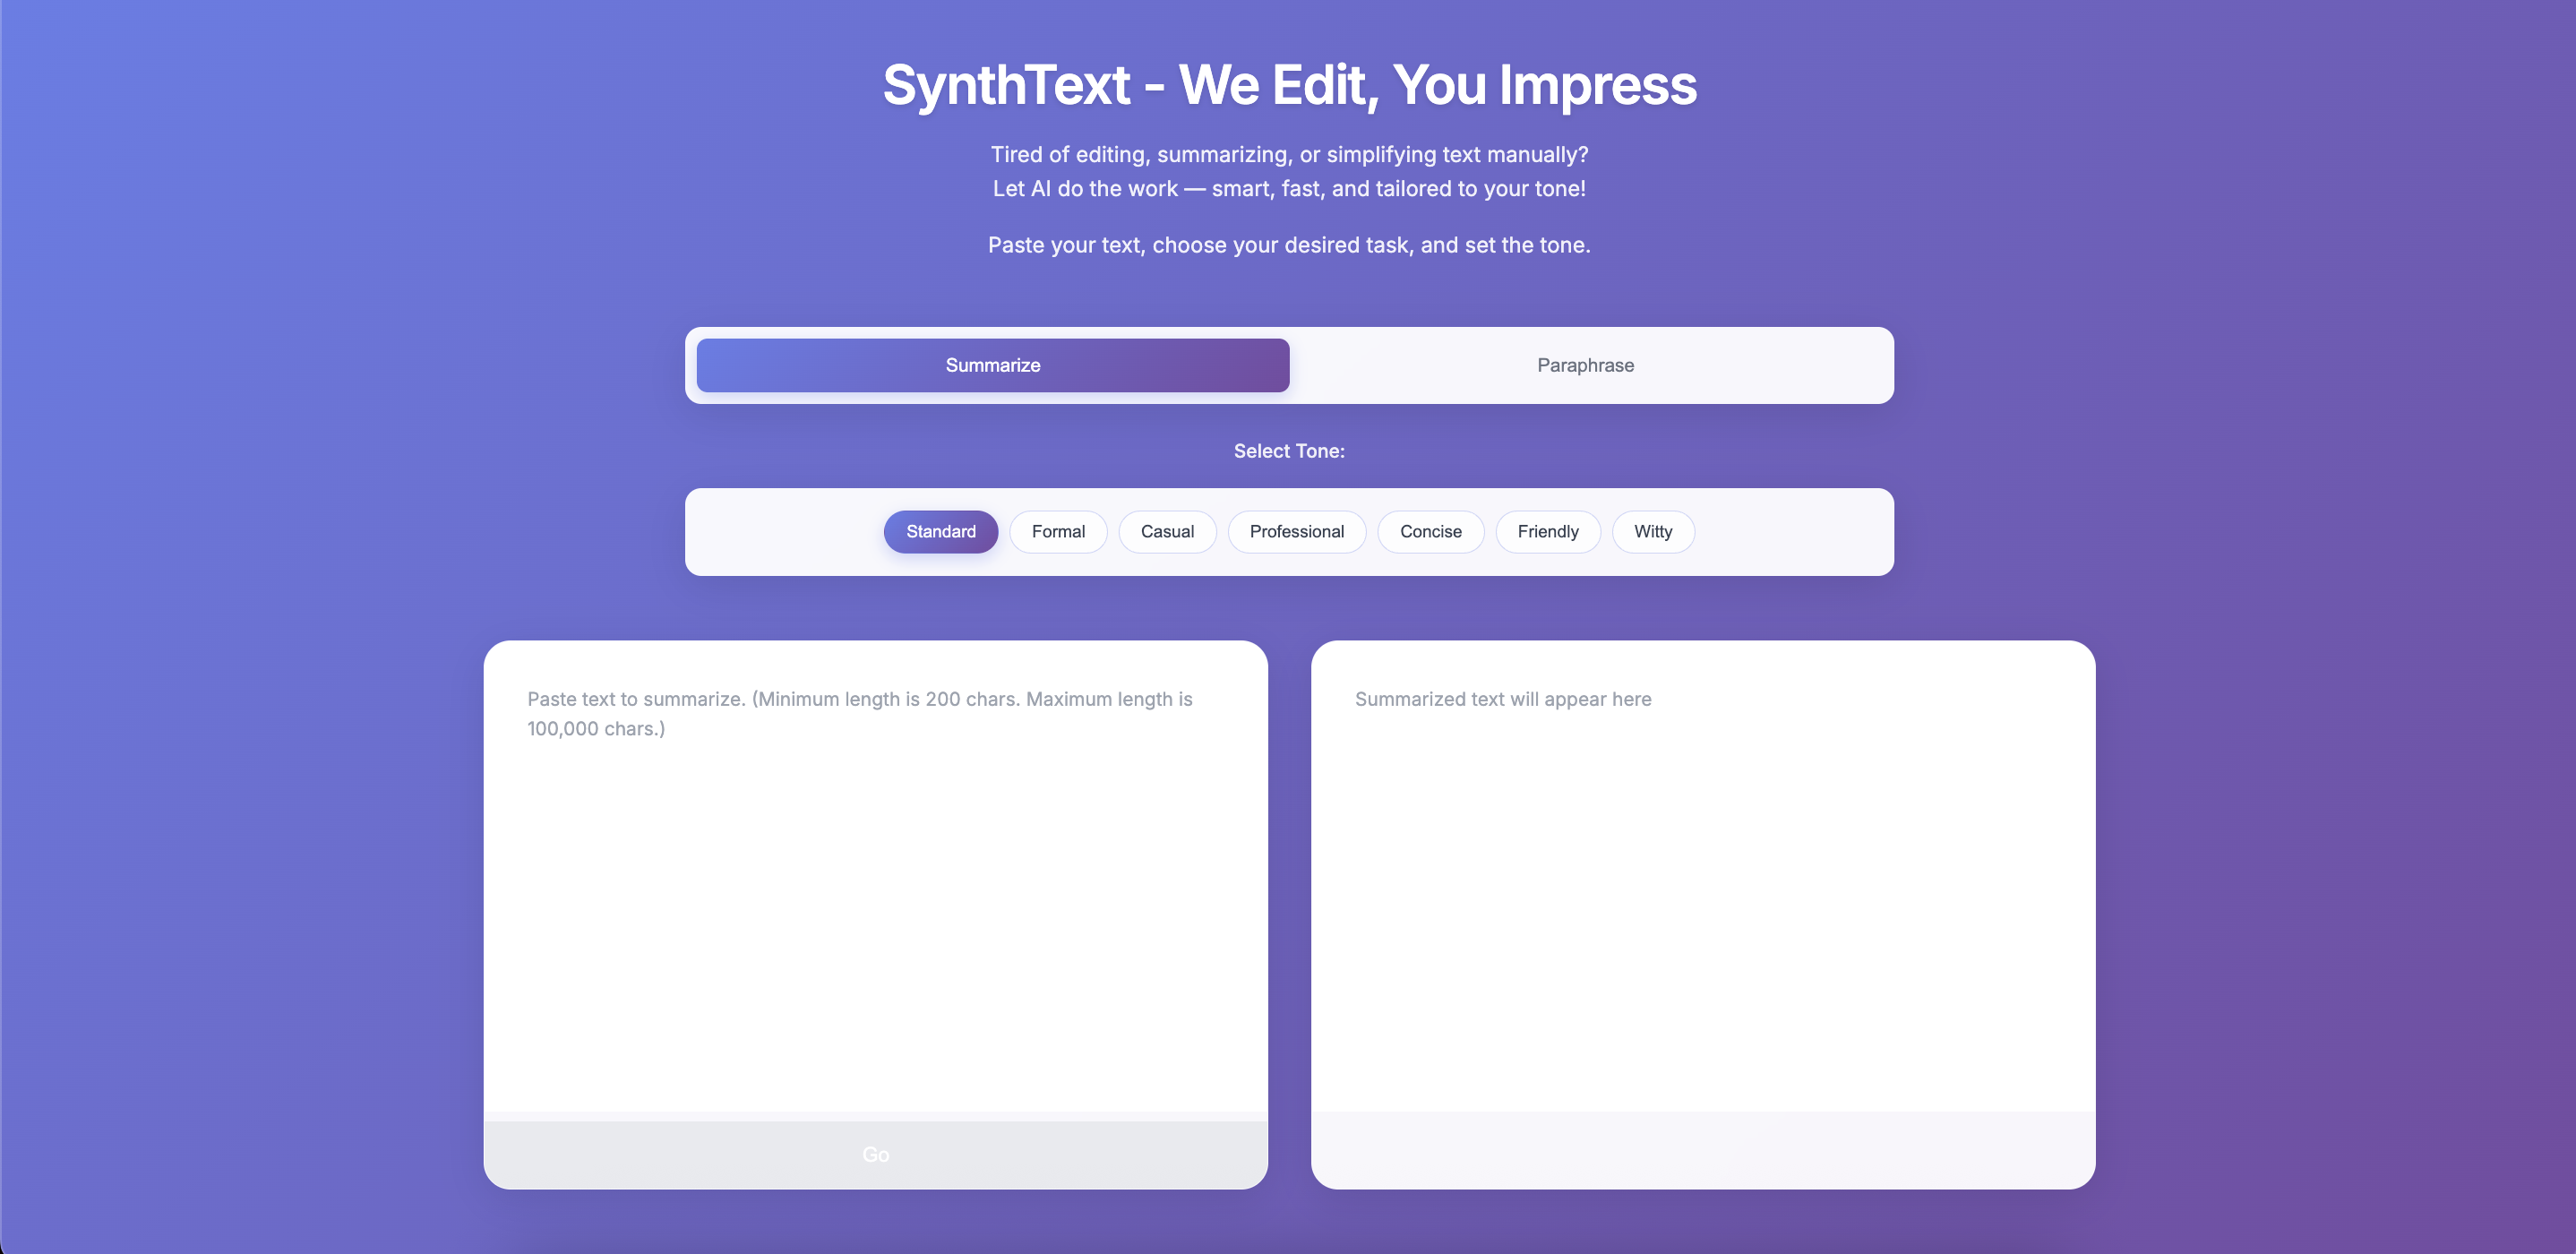 SynthText - We Edit, You Impress
Tired of editing, summarizing, or simplifying text manually?
Let AI do the work — smart, fast, and tailored to your tone!
Paste your text, choose your desired task, and set the tone.
Summarize
Paraphrase
Select Tone:
Standard
Formal
Casual
Professional
Concise
Friendly
Witty
Paste text to summarize. (Minimum length is 200 chars. Maximum length is
100,000 chars.)
Go
Summarized text will appear here